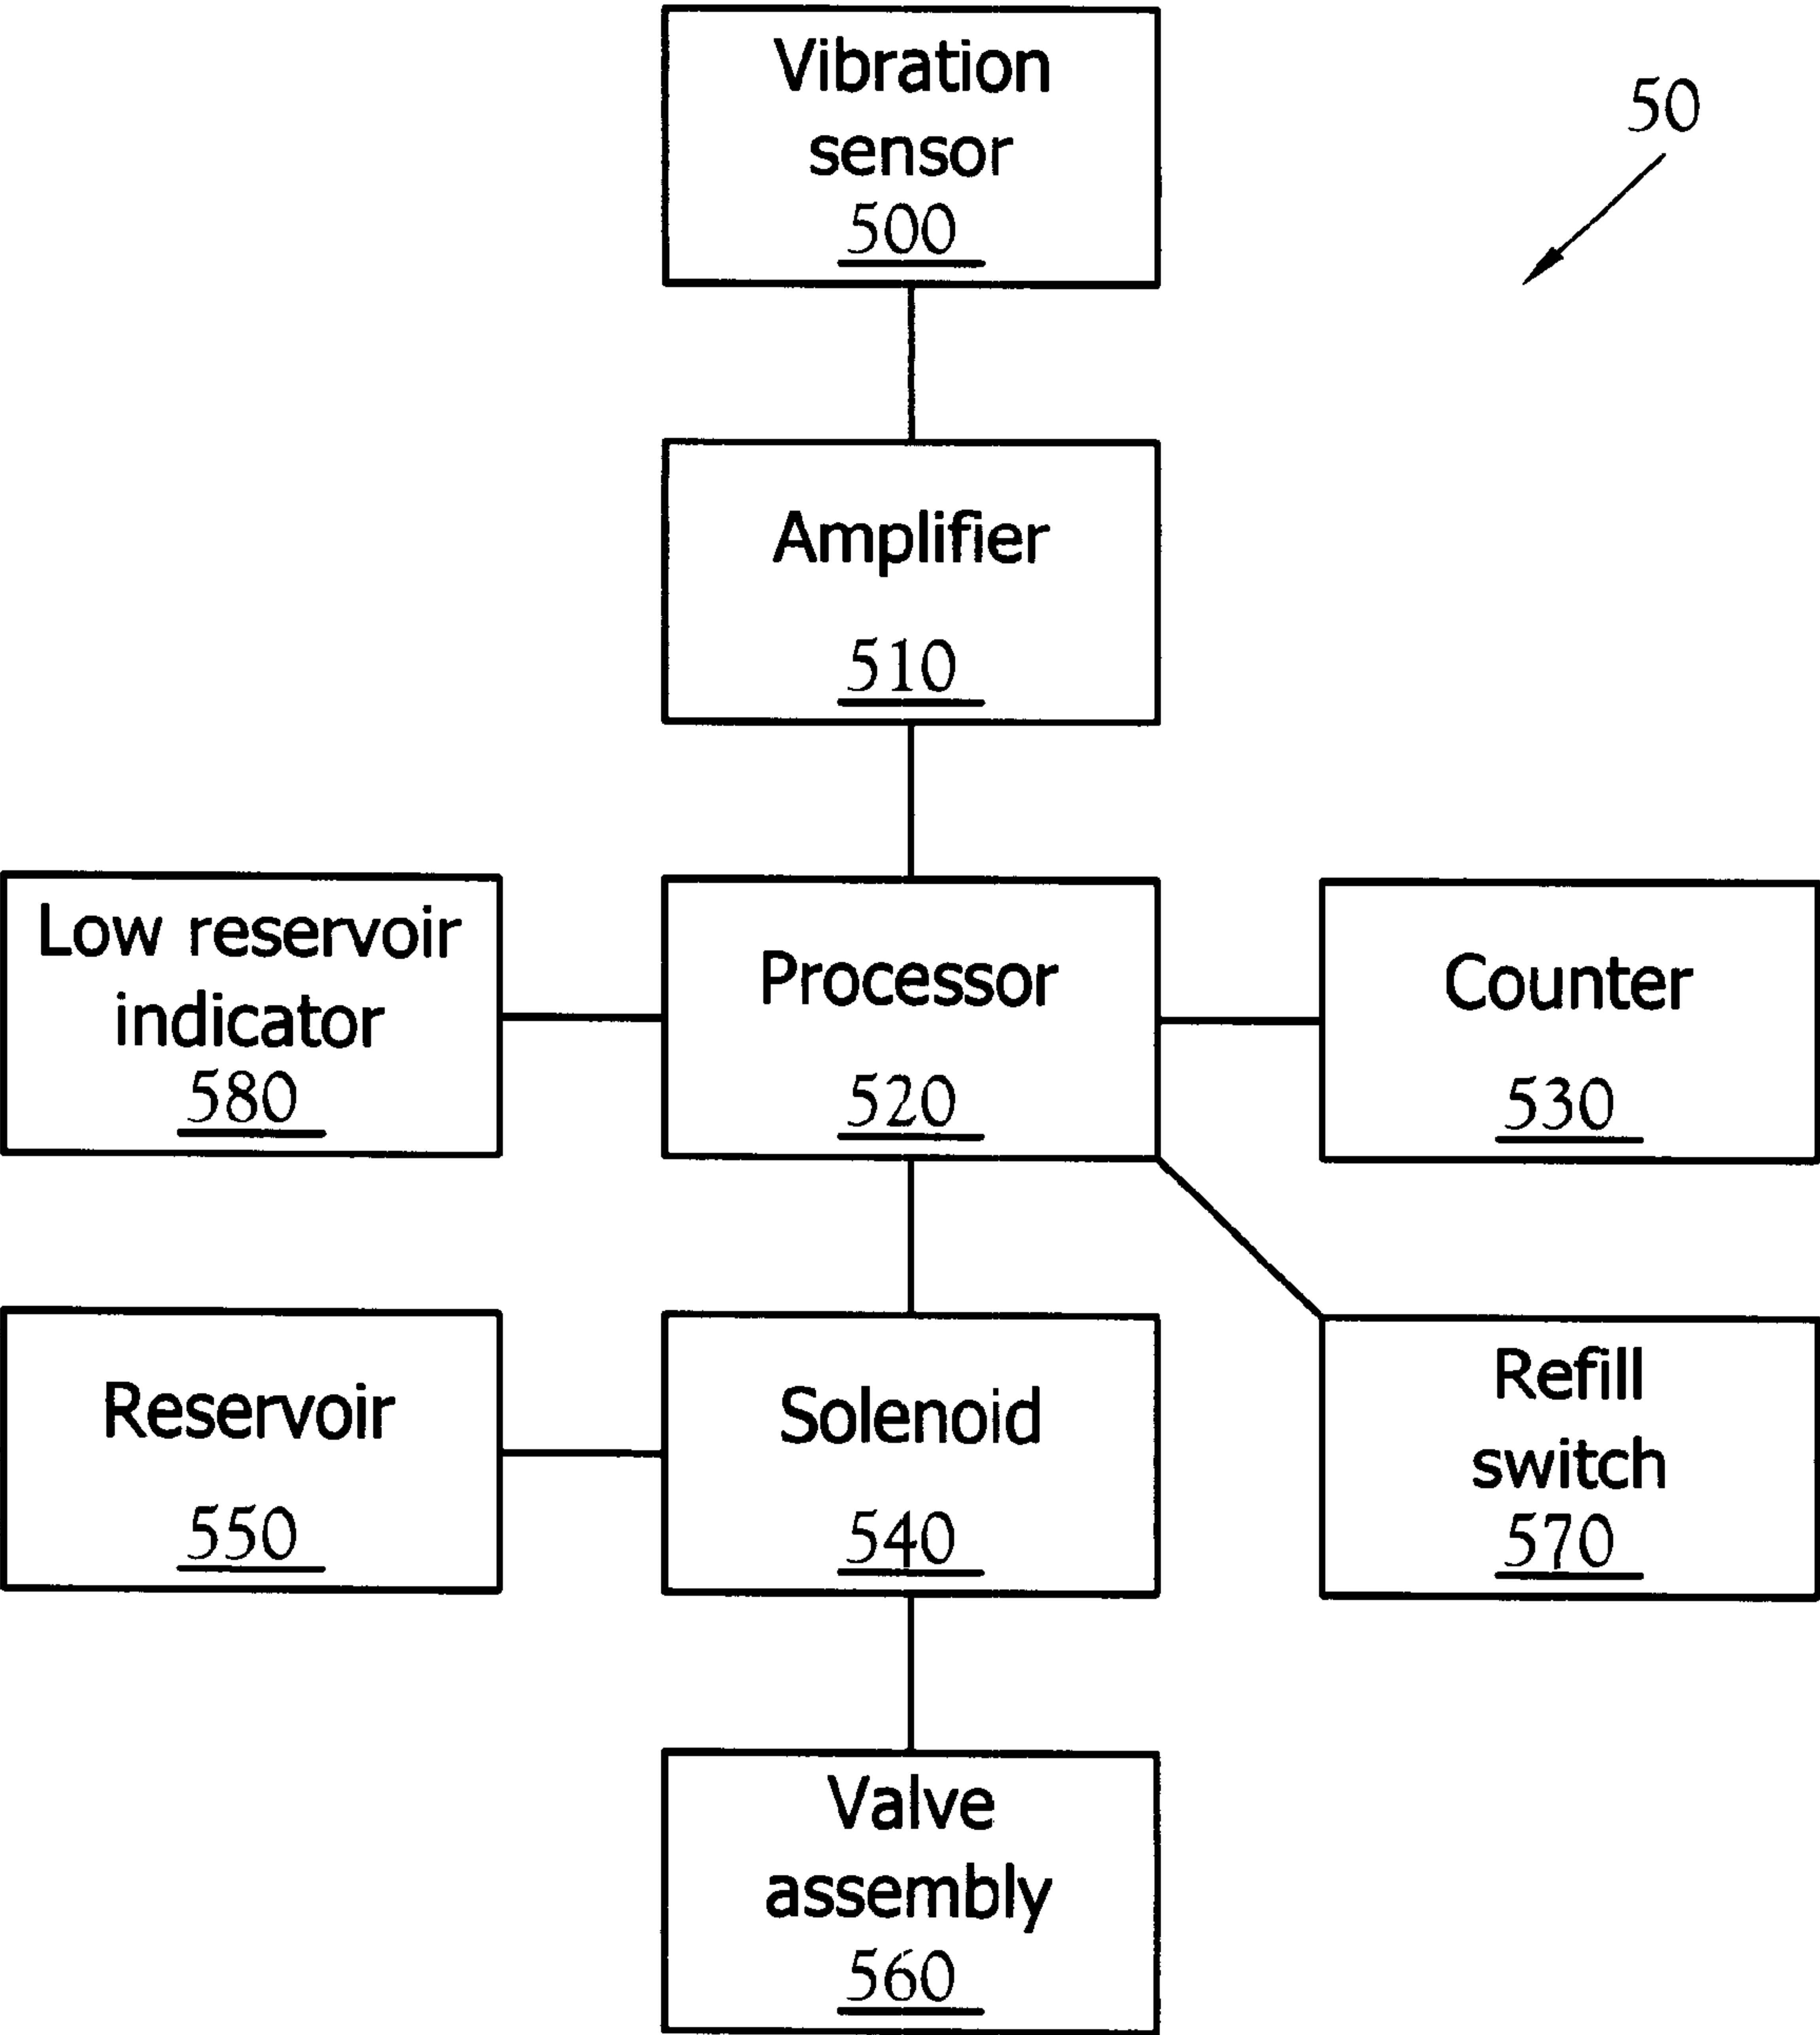 Vibration
sensor
500
50
Amplifier
510
Low reservoir
indicator
580
Processor
520
Counter
530
Reservoir
550
Solenoid
540
Refill
switch
570
Valve
assembly
560